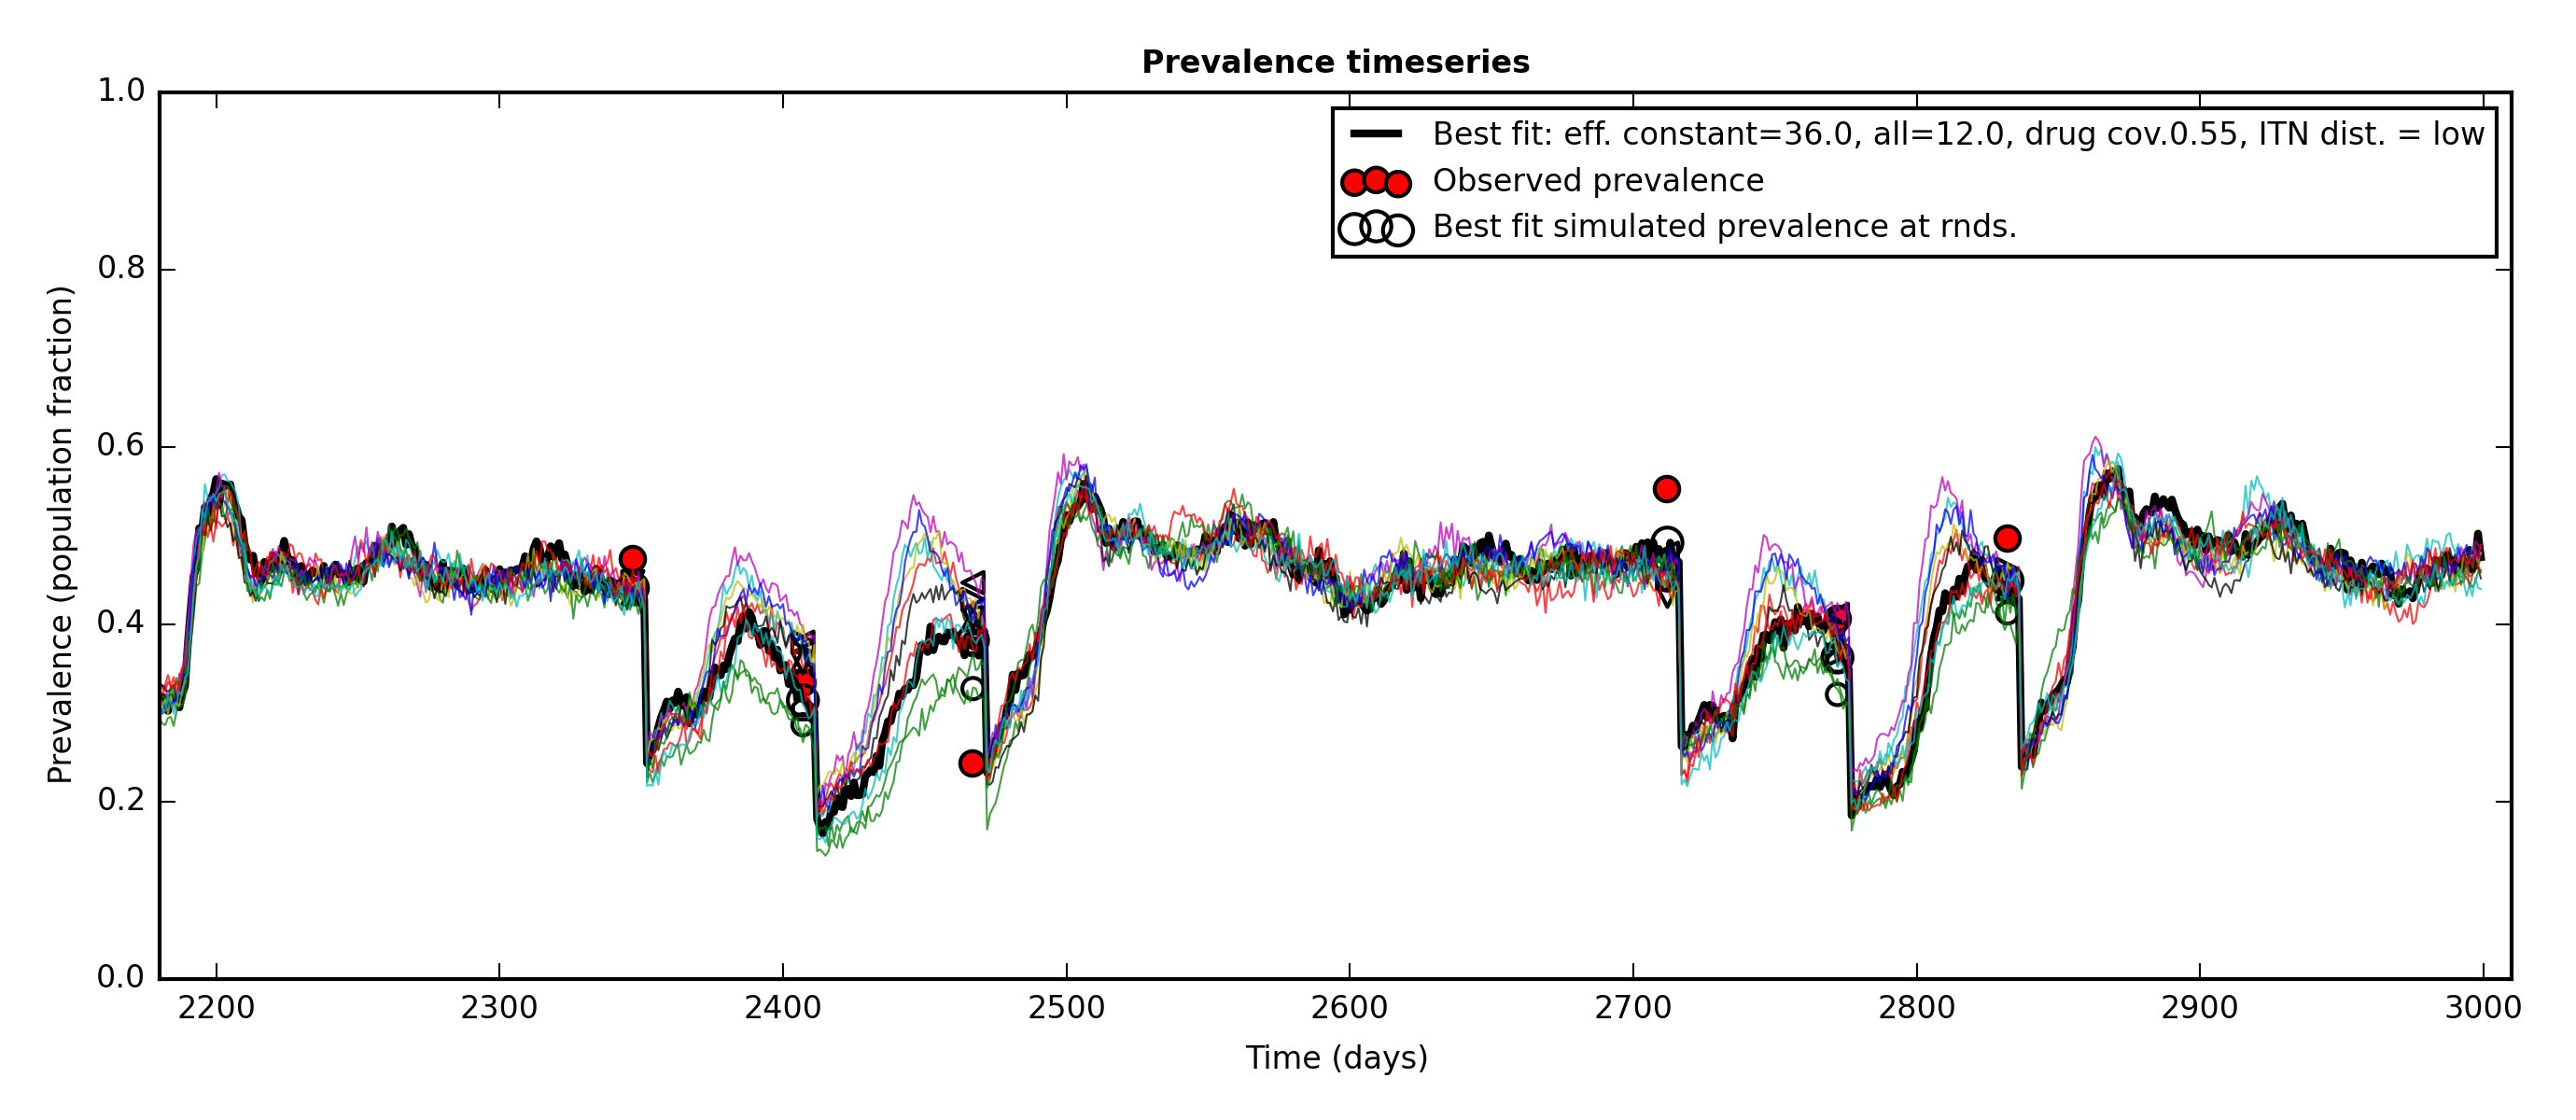 Prevalence timeseries
1.0
0.8
0.6
0.4
0.2
0.0
Prevalence (population fraction)
Best fit: eff. constant=36.0, all=12.0, drug cov.0.55, ITN dist. = low
Observed prevalence
Best fit simulated prevalence at rnds.
2200 2300 2400 2500 2600 2700 2800 2900 3000
Time (days)